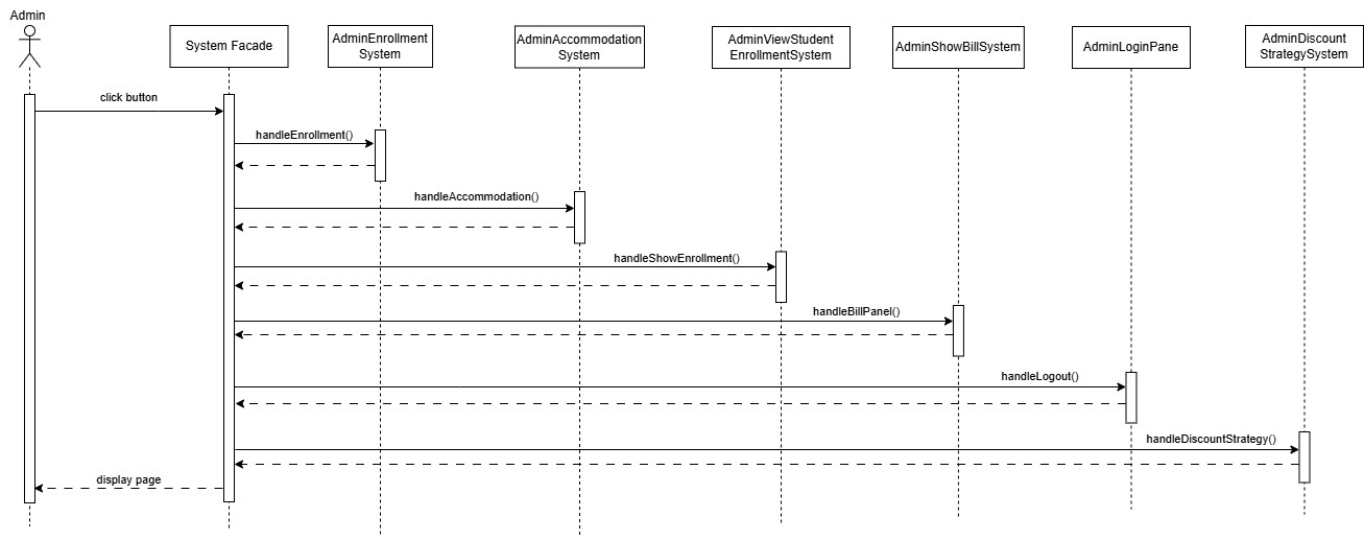 Admin
System Facade
AdminEnrollment
System
AdminAccommodation
System
AdminViewStudent
EnrollmentSystem
AdminShowBillSystem
AdminLoginPane
AdminDiscount
StrategySystem
click button
handleEnrollment()
handleAccommodation()
handleShowEnrollment()
handleBillPanel()
handleLogout()
handleDiscountStrategy()
display page